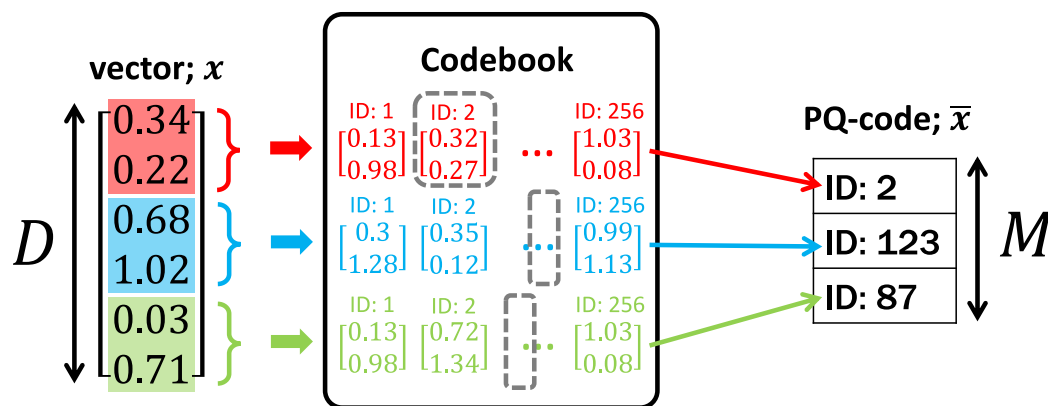 vector; x
D
0.34
0.22
0.68
1.02
0.03
0.71
Codebook
ID: 1 ID: 2 ID: 256
[0.13 0.98] [0.32 0.27] ... [1.03 0.08]
ID: 1 ID: 2 ID: 256
[0.3 1.28] [0.35 0.12] ... [0.99 1.13]
ID: 1 ID: 2 ID: 256
[0.13 0.98] [0.72 1.34] ... [1.03 0.08]
PQ-code; x̄
ID: 2
ID: 123
ID: 87
M